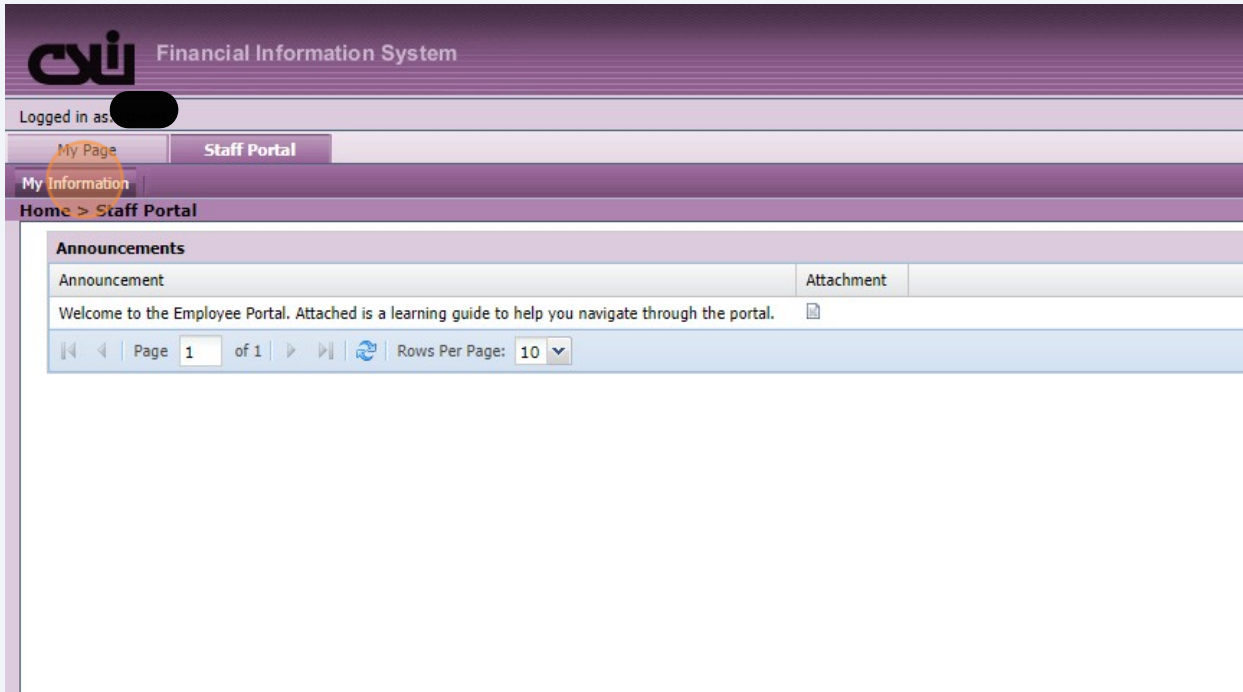 CSIU Financial Information System
Logged in as:
My Page Staff Portal
My Information
Home > Staff Portal
Announcements
Announcement Attachment
Welcome to the Employee Portal. Attached is a learning guide to help you navigate through the portal.
Page 1 of 1 Rows Per Page: 10